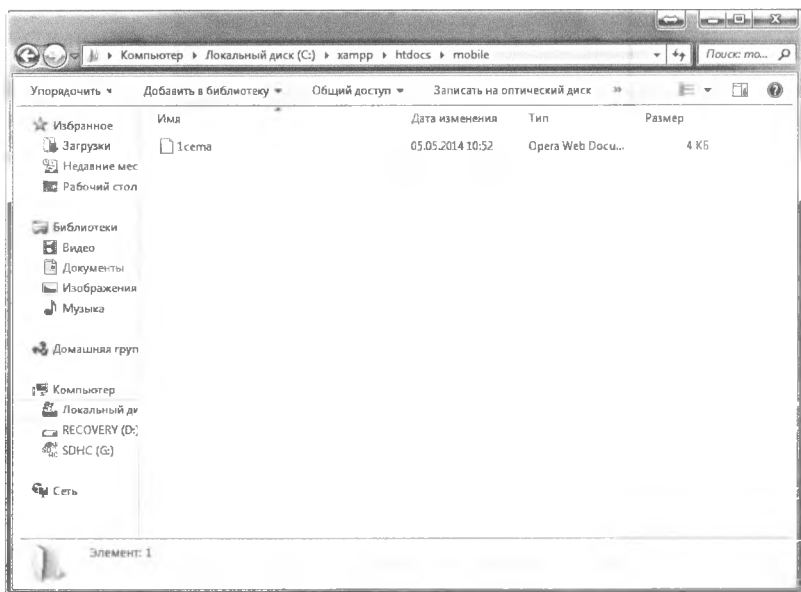 Компьютер ▸ Локальный диск (C:) ▸ xampp ▸ htdocs ▸ mobile
Поиск: mo...
Упорядочить Добавить в библиотеку Общий доступ Записать на оптический диск »
Имя Дата изменения Тип Размер
1cema 05.05.2014 10:52 Opera Web Docu... 4 КБ
Избранное
Загрузки
Недавние мес
Рабочий стол
Библиотеки
Видео
Документы
Изображения
Музыка
Домашняя груп
Компьютер
Локальный ди
RECOVERY (D:)
SDHC (G:)
Сеть
Элемент: 1